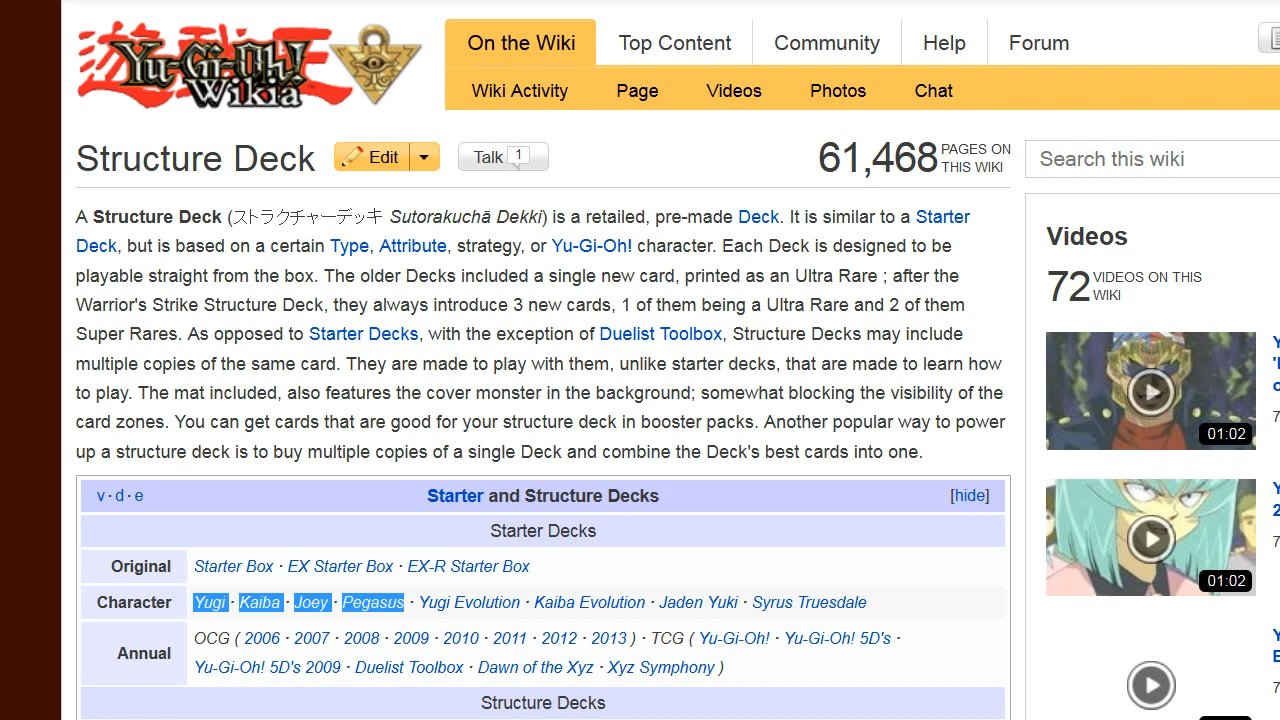 遊戯王
Yu-Gi-Oh!
Wikia
On the Wiki
Top Content
Community
Help
Forum
Wiki Activity
Page
Videos
Photos
Chat
Structure Deck
Edit
Talk 1
61,468 PAGES ON THIS WIKI
Search this wiki
A Structure Deck (ストラクチャーデッキ Sutorakuchā Dekki) is a retailed, pre-made Deck. It is similar to a Starter
Deck, but is based on a certain Type, Attribute, strategy, or Yu-Gi-Oh! character. Each Deck is designed to be
playable straight from the box. The older Decks included a single new card, printed as an Ultra Rare ; after the
Warrior's Strike Structure Deck, they always introduce 3 new cards, 1 of them being a Ultra Rare and 2 of them
Super Rares. As opposed to Starter Decks, with the exception of Duelist Toolbox, Structure Decks may include
multiple copies of the same card. They are made to play with them, unlike starter decks, that are made to learn how
to play. The mat included, also features the cover monster in the background; somewhat blocking the visibility of the
card zones. You can get cards that are good for your structure deck in booster packs. Another popular way to power
up a structure deck is to buy multiple copies of a single Deck and combine the Deck's best cards into one.
v · d · e
Starter and Structure Decks
[hide]
Starter Decks
Original Starter Box · EX Starter Box · EX-R Starter Box
Character Yugi · Kaiba · Joey · Pegasus · Yugi Evolution · Kaiba Evolution · Jaden Yuki · Syrus Truesdale
Annual OCG ( 2006 · 2007 · 2008 · 2009 · 2010 · 2011 · 2012 · 2013 ) · TCG ( Yu-Gi-Oh! · Yu-Gi-Oh! 5D's ·
Yu-Gi-Oh! 5D's 2009 · Duelist Toolbox · Dawn of the Xyz · Xyz Symphony )
Structure Decks
Videos
72 VIDEOS ON THIS WIKI
01:02
01:02